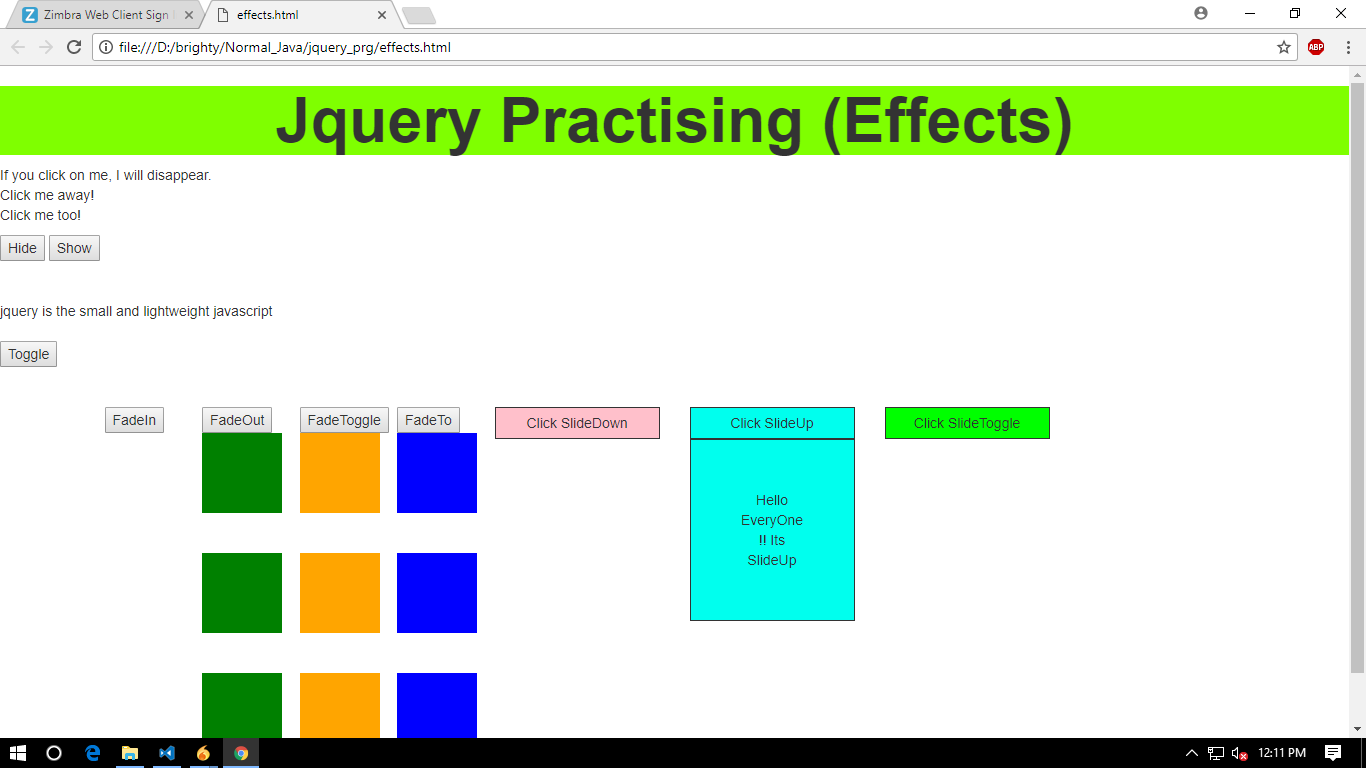 Zimbra Web Client Sign
effects.html
file:///D:/brighty/Normal_Java/jquery_prg/effects.html
ABP
Jquery Practising (Effects)
If you click on me, I will disappear.
Click me away!
Click me too!
Hide Show
jquery is the small and lightweight javascript
Toggle
FadeIn FadeOut FadeToggle FadeTo Click SlideDown Click SlideUp Click SlideToggle
Hello
EveryOne
!! Its
SlideUp
12:11 PM